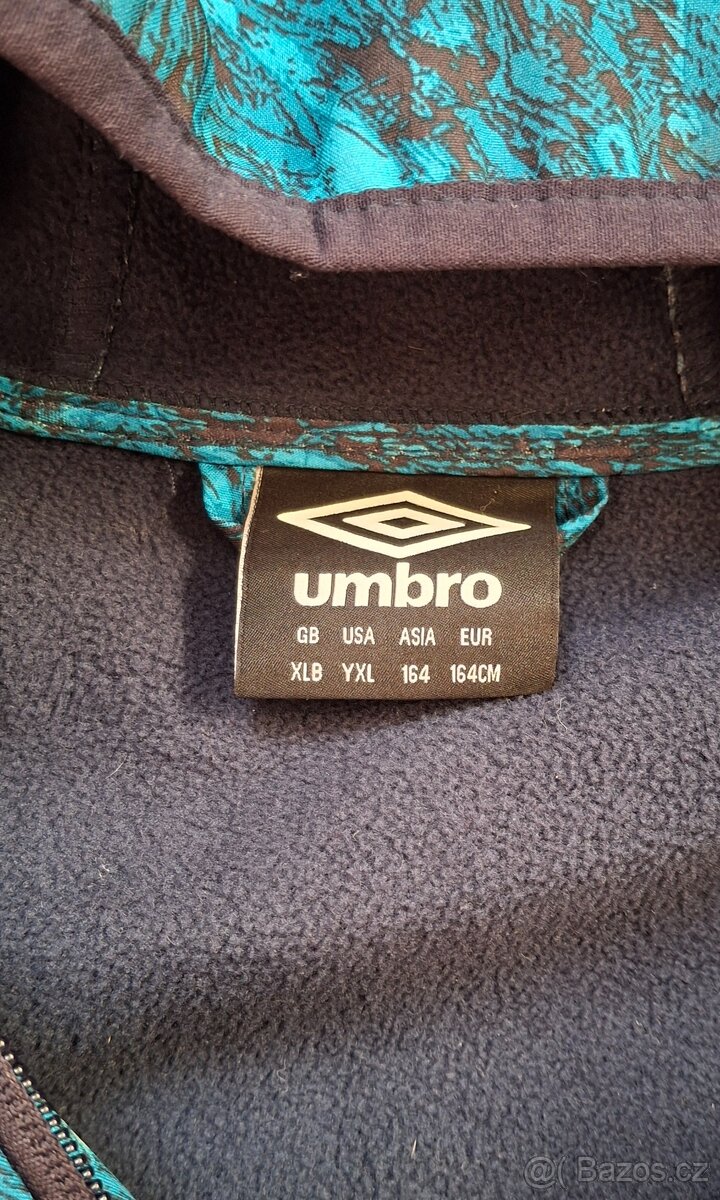 umbro
GB USA ASIA EUR
XLB YXL 164 164CM
@( Bazos.cz